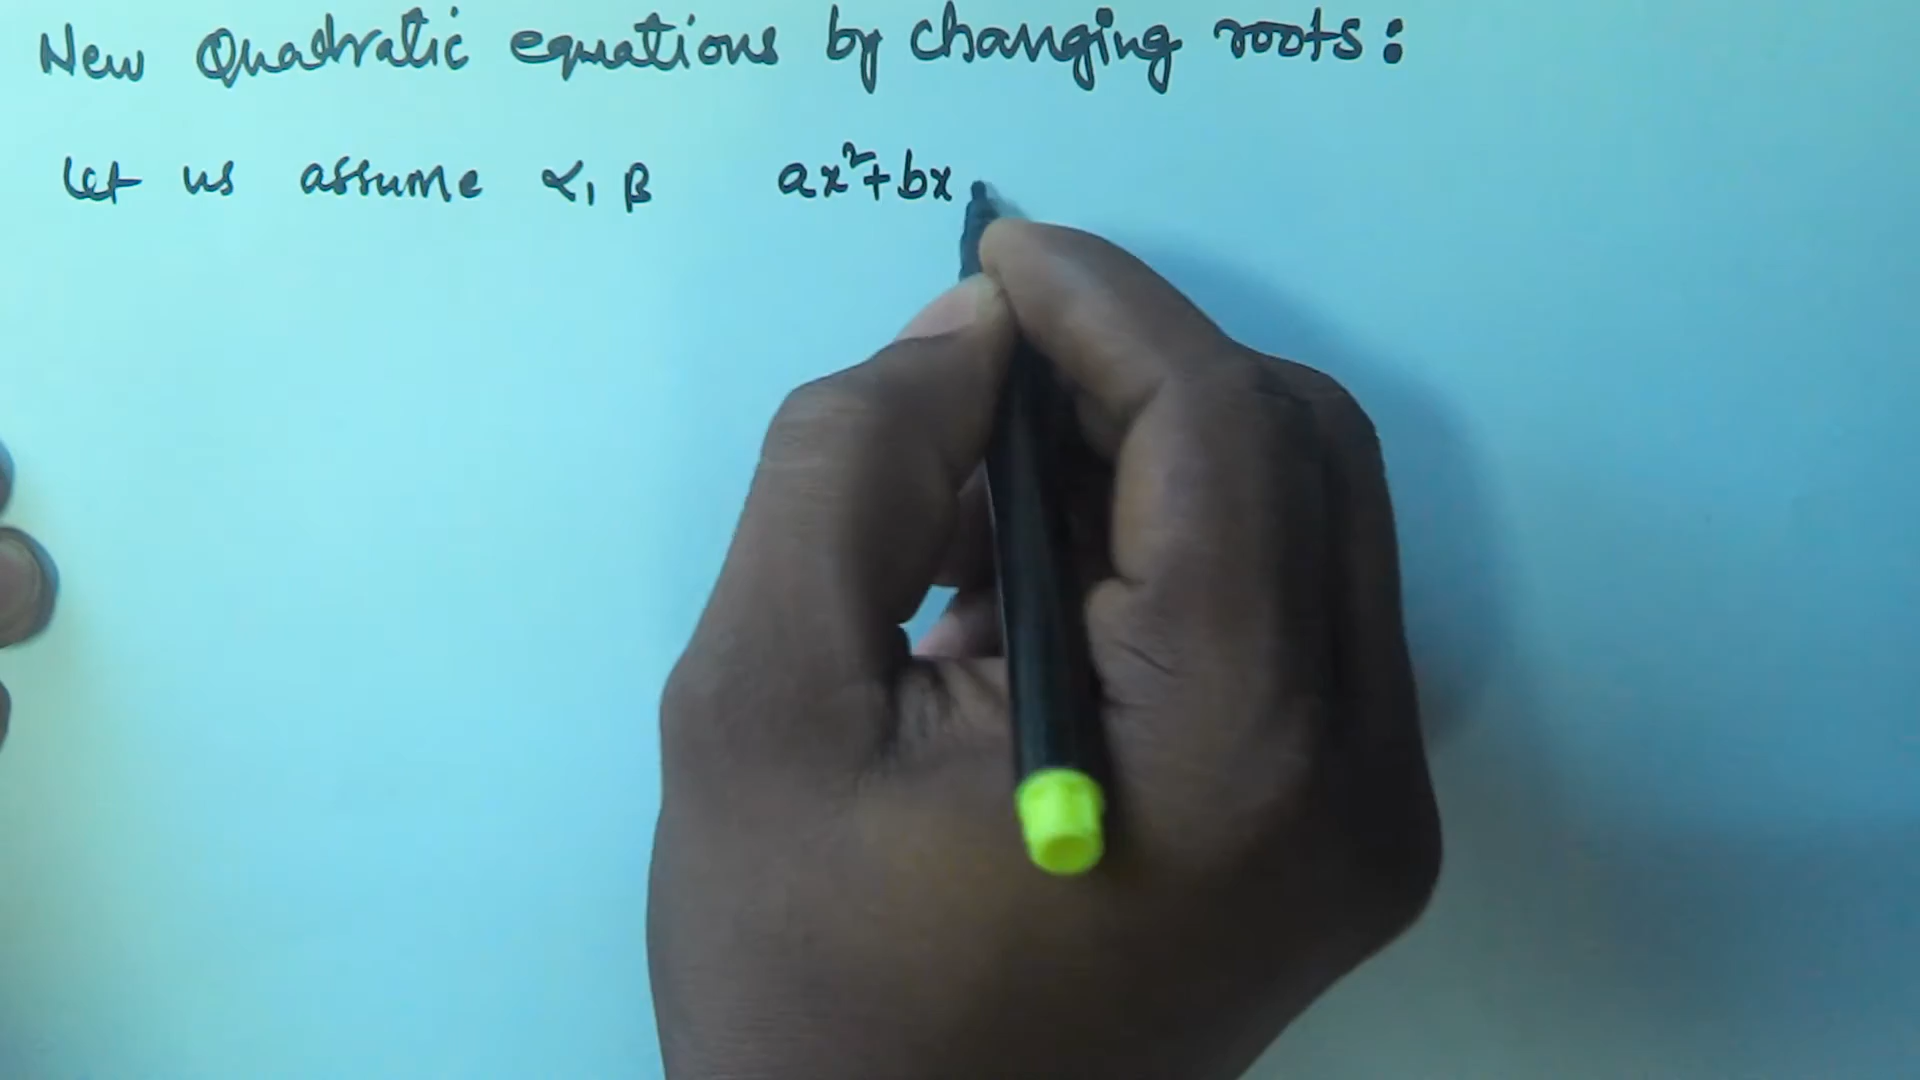 New Quadratic equations by changing roots:
Let us assume α, β ax²+bx